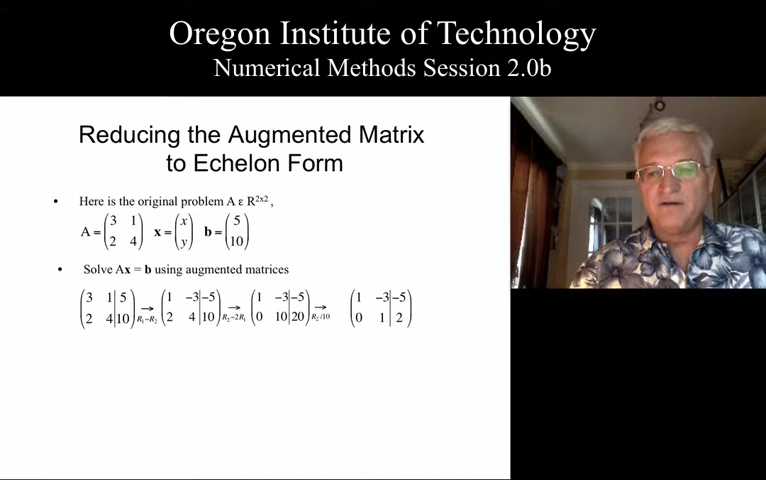 Oregon Institute of Technology
Numerical Methods Session 2.0b
Reducing the Augmented Matrix
to Echelon Form
• Here is the original problem A ε R²ˣ²,
A = (3 1; 2 4) x = (x; y) b = (5; 10)
• Solve Ax = b using augmented matrices
(3 1 | 5; 2 4 | 10) → R₁−R₂ (1 −3 | −5; 2 4 | 10) → R₂−2R₁ (1 −3 | −5; 0 10 | 20) → R₂/10 (1 −3 | −5; 0 1 | 2)